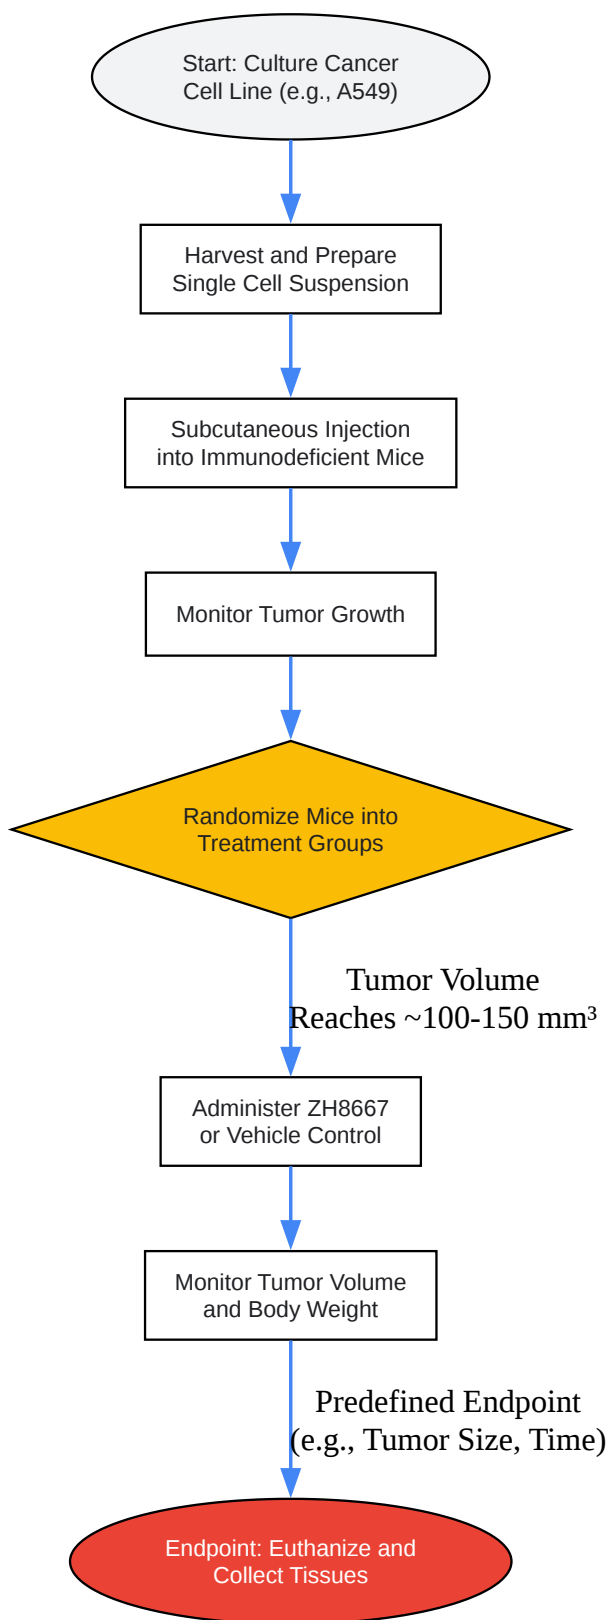 Start: Culture Cancer
Cell Line (e.g., A549)
Harvest and Prepare
Single Cell Suspension
Subcutaneous Injection
into Immunodeficient Mice
Monitor Tumor Growth
Randomize Mice into
Treatment Groups
Tumor Volume
Reaches ~100-150 mm³
Administer ZH8667
or Vehicle Control
Monitor Tumor Volume
and Body Weight
Predefined Endpoint
(e.g., Tumor Size, Time)
Endpoint: Euthanize and
Collect Tissues